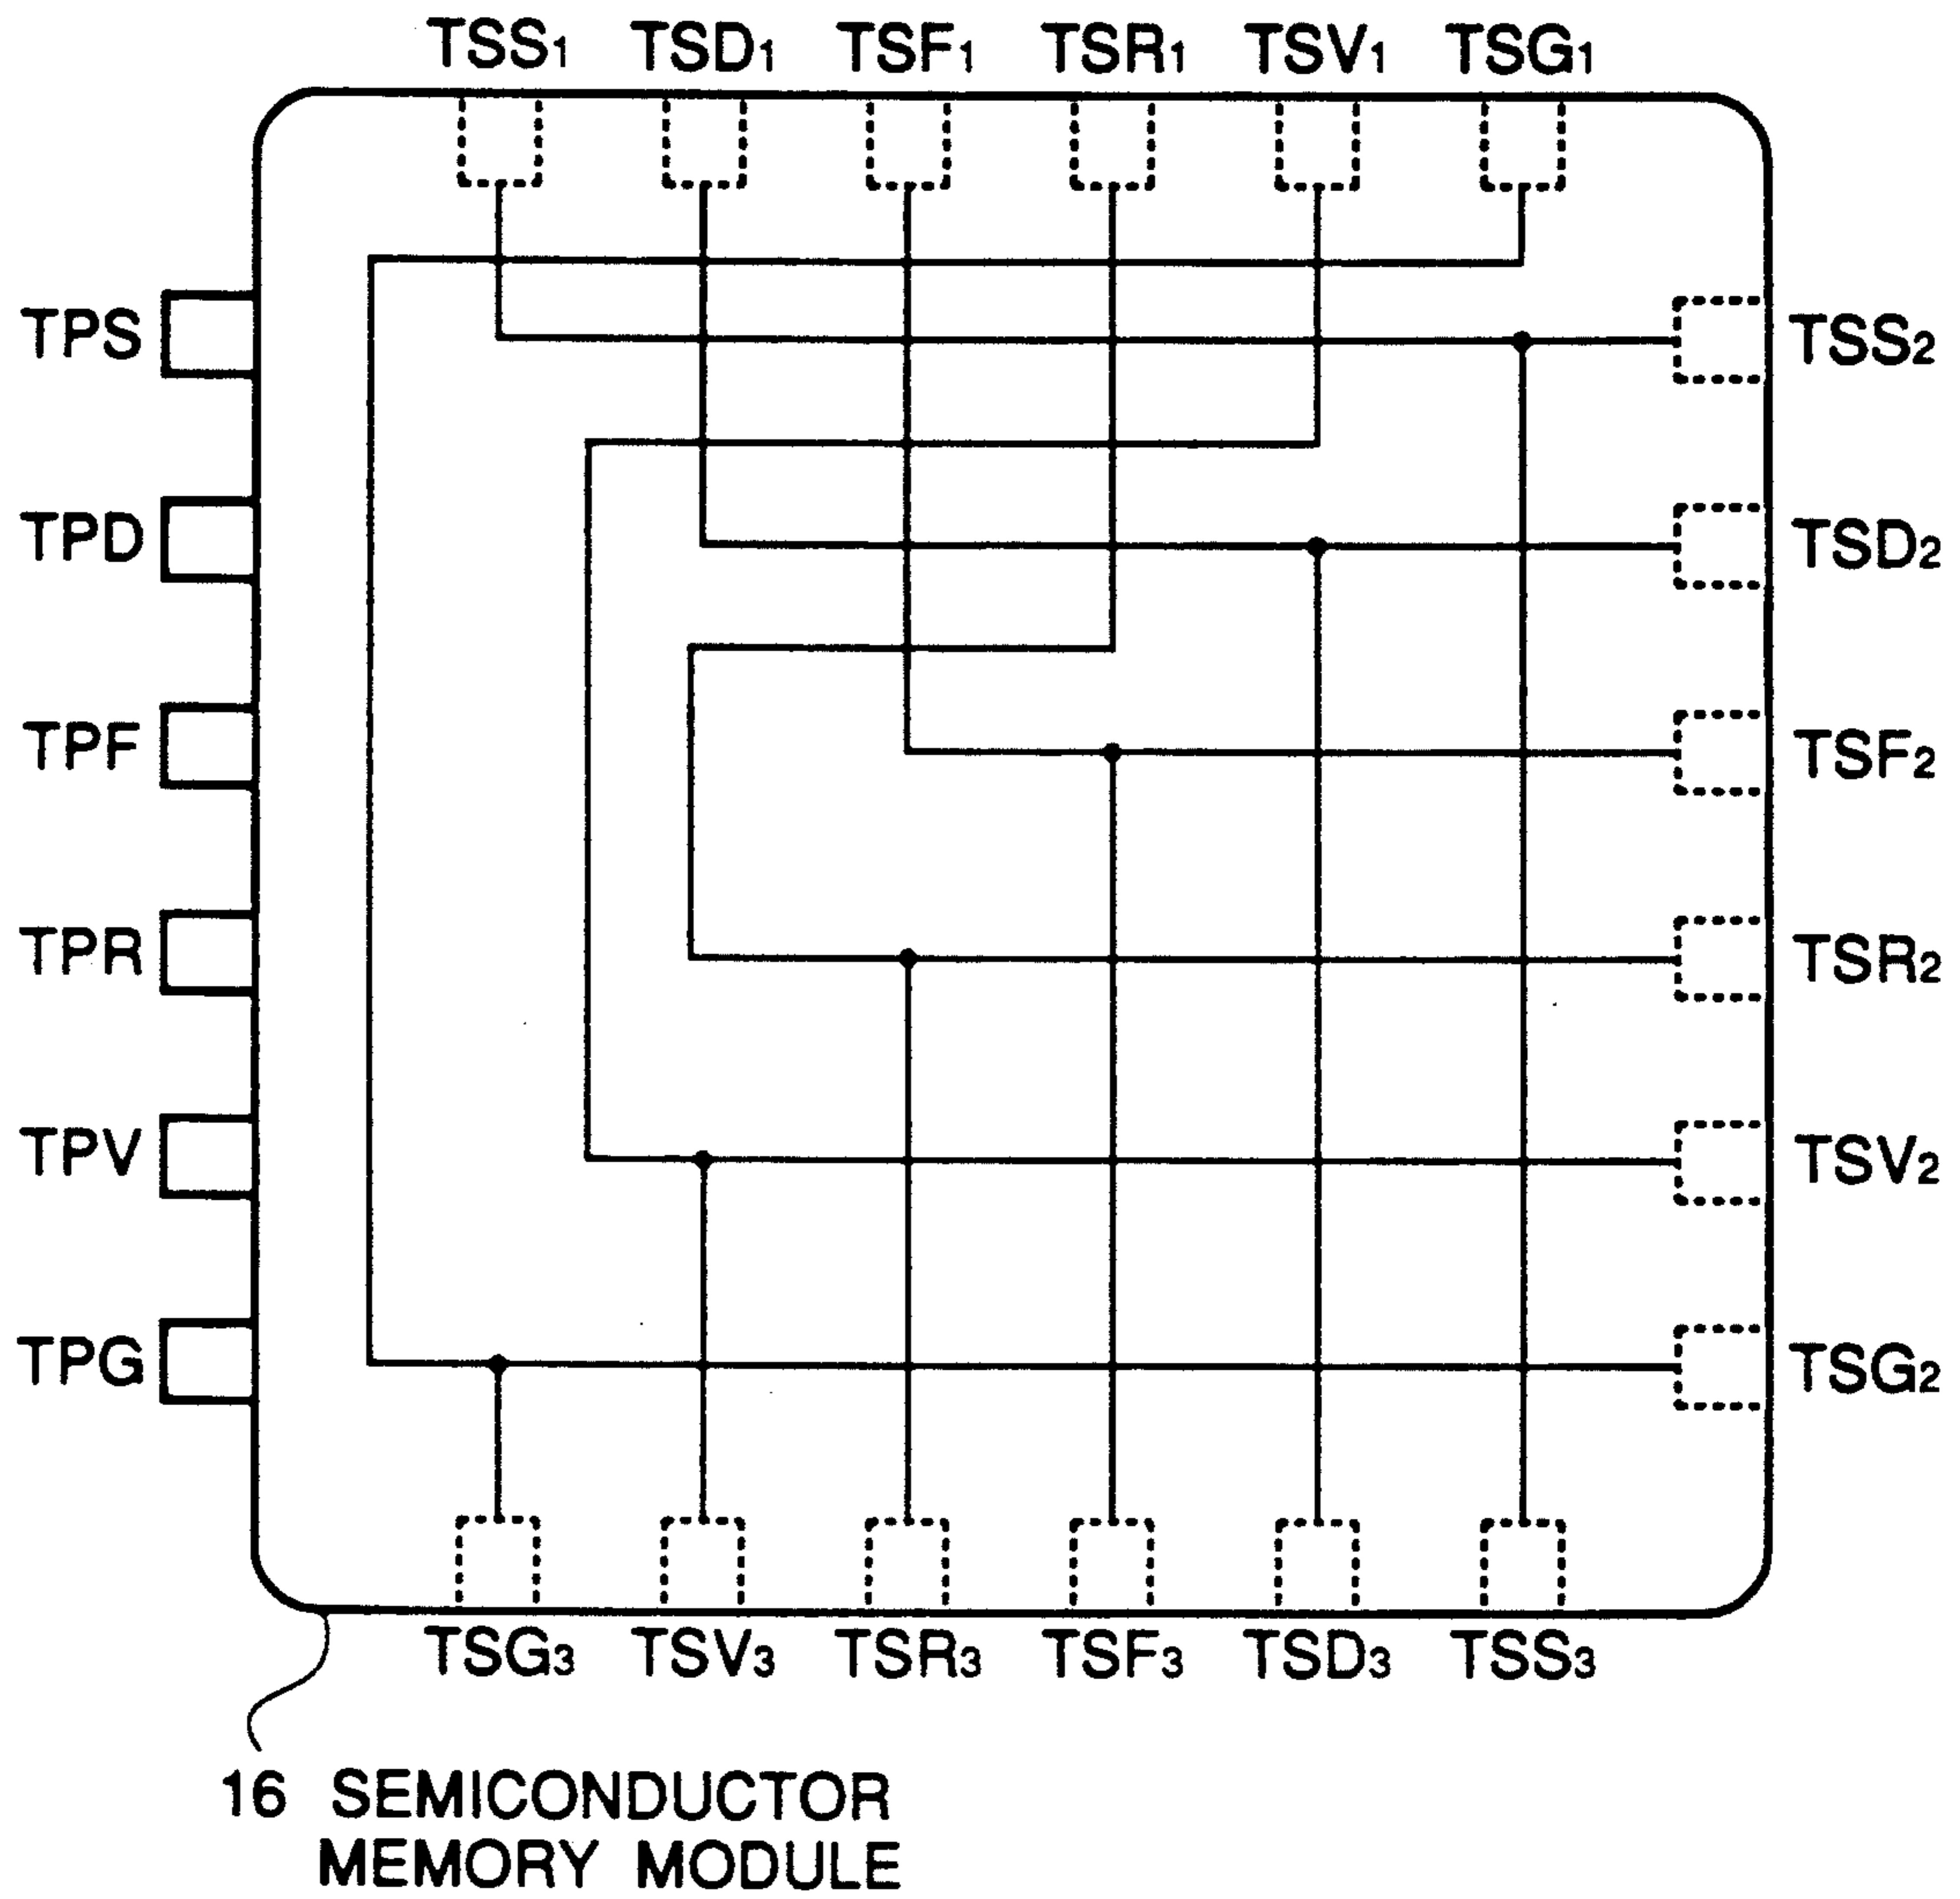 TSS1 TSD1 TSF1 TSR1 TSV1 TSG1
TPS
TSS2
TPD
TSD2
TPF
TSF2
TPR
TSR2
TPV
TSV2
TPG
TSG2
TSG3 TSV3 TSR3 TSF3 TSD3 TSS3
16 SEMICONDUCTOR
MEMORY MODULE